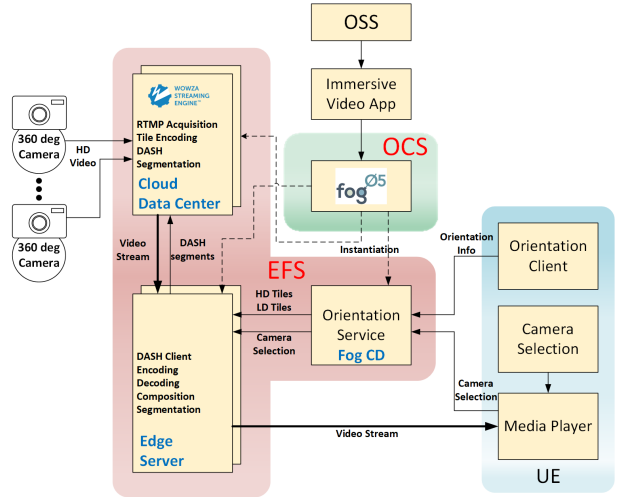 OSS
Immersive
Video App
OCS
fog Ø5
Instantiation
WOWZA
STREAMING
ENGINE™
RTMP Acquisition
Tile Encoding
DASH
Segmentation
Cloud
Data Center
360 deg
Camera
HD
Video
360 deg
Camera
Video
Stream
DASH
segments
EFS
HD Tiles
LD Tiles
Camera
Selection
Orientation
Service
Fog CD
DASH Client
Encoding
Decoding
Composition
Segmentation
Edge
Server
Video Stream
Orientation
Info
Orientation
Client
Camera
Selection
Camera
Selection
Media Player
UE